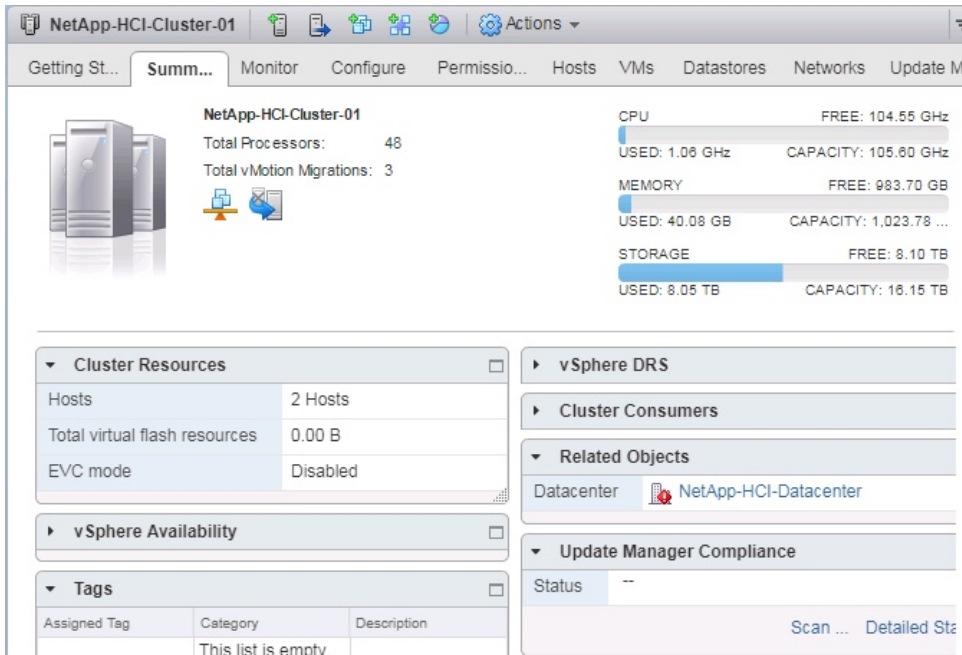 NetApp-HCI-Cluster-01 Actions
Getting St... Summ... Monitor Configure Permissio... Hosts VMs Datastores Networks Update M
NetApp-HCI-Cluster-01
Total Processors: 48
Total vMotion Migrations: 3
CPU FREE: 104.55 GHz
USED: 1.06 GHz CAPACITY: 105.60 GHz
MEMORY FREE: 983.70 GB
USED: 40.08 GB CAPACITY: 1,023.78 ...
STORAGE FREE: 8.10 TB
USED: 8.05 TB CAPACITY: 16.15 TB
Cluster Resources
Hosts 2 Hosts
Total virtual flash resources 0.00 B
EVC mode Disabled
vSphere Availability
Tags
Assigned Tag Category Description
This list is empty
vSphere DRS
Cluster Consumers
Related Objects
Datacenter NetApp-HCI-Datacenter
Update Manager Compliance
Status --
Scan ... Detailed Sta